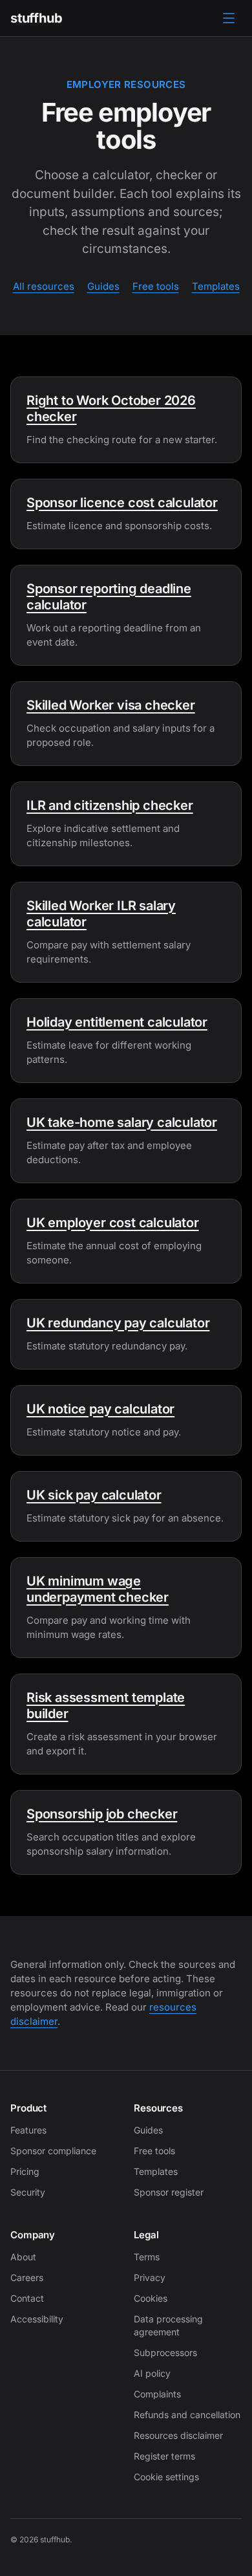 stuffhub
EMPLOYER RESOURCES
Free employer
tools
Choose a calculator, checker or
document builder. Each tool explains its
inputs, assumptions and sources;
check the result against your
circumstances.
All resources Guides Free tools Templates
Right to Work October 2026
checker
Find the checking route for a new starter.
Sponsor licence cost calculator
Estimate licence and sponsorship costs.
Sponsor reporting deadline
calculator
Work out a reporting deadline from an
event date.
Skilled Worker visa checker
Check occupation and salary inputs for a
proposed role.
ILR and citizenship checker
Explore indicative settlement and
citizenship milestones.
Skilled Worker ILR salary
calculator
Compare pay with settlement salary
requirements.
Holiday entitlement calculator
Estimate leave for different working
patterns.
UK take-home salary calculator
Estimate pay after tax and employee
deductions.
UK employer cost calculator
Estimate the annual cost of employing
someone.
UK redundancy pay calculator
Estimate statutory redundancy pay.
UK notice pay calculator
Estimate statutory notice and pay.
UK sick pay calculator
Estimate statutory sick pay for an absence.
UK minimum wage
underpayment checker
Compare pay and working time with
minimum wage rates.
Risk assessment template
builder
Create a risk assessment in your browser
and export it.
Sponsorship job checker
Search occupation titles and explore
sponsorship salary information.
General information only. Check the sources and
dates in each resource before acting. These
resources do not replace legal, immigration or
employment advice. Read our resources
disclaimer.
Product
Features
Sponsor compliance
Pricing
Security
Resources
Guides
Free tools
Templates
Sponsor register
Company
About
Careers
Contact
Accessibility
Legal
Terms
Privacy
Cookies
Data processing
agreement
Subprocessors
AI policy
Complaints
Refunds and cancellation
Resources disclaimer
Register terms
Cookie settings
© 2026 stuffhub.